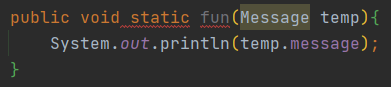 public void static fun(Message temp){
System.out.println(temp.message);
}